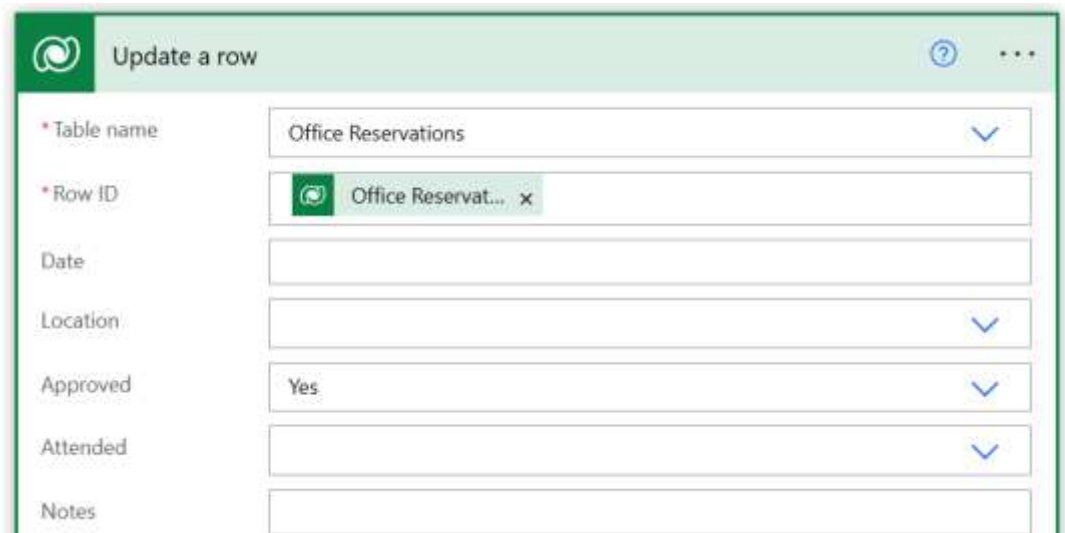 Update a row
* Table name
Office Reservations
* Row ID
Office Reservat... ×
Date
Location
Approved
Yes
Attended
Notes